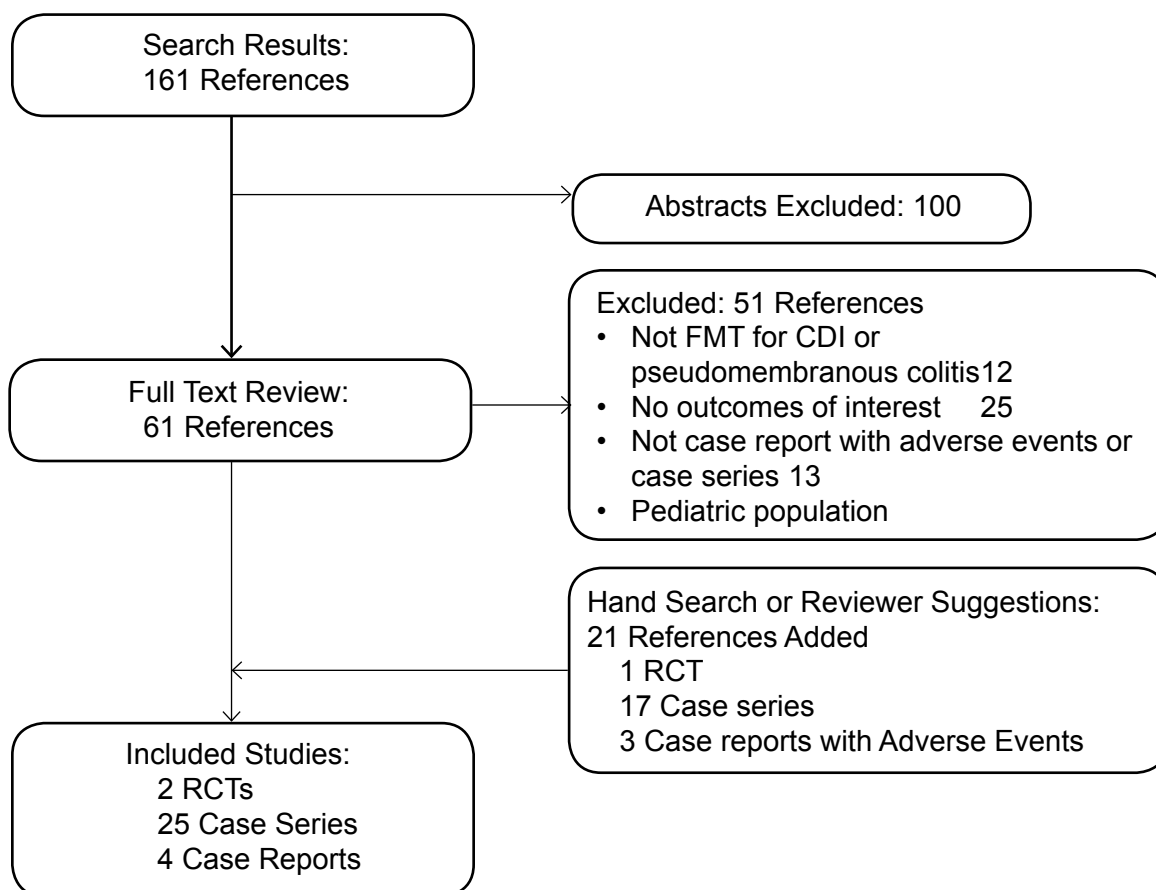 Search Results:
161 References
Abstracts Excluded: 100
Excluded: 51 References
• Not FMT for CDI or
pseudomembranous colitis12
• No outcomes of interest 25
• Not case report with adverse events or
case series 13
• Pediatric population
Full Text Review:
61 References
Hand Search or Reviewer Suggestions:
21 References Added
1 RCT
17 Case series
3 Case reports with Adverse Events
Included Studies:
2 RCTs
25 Case Series
4 Case Reports